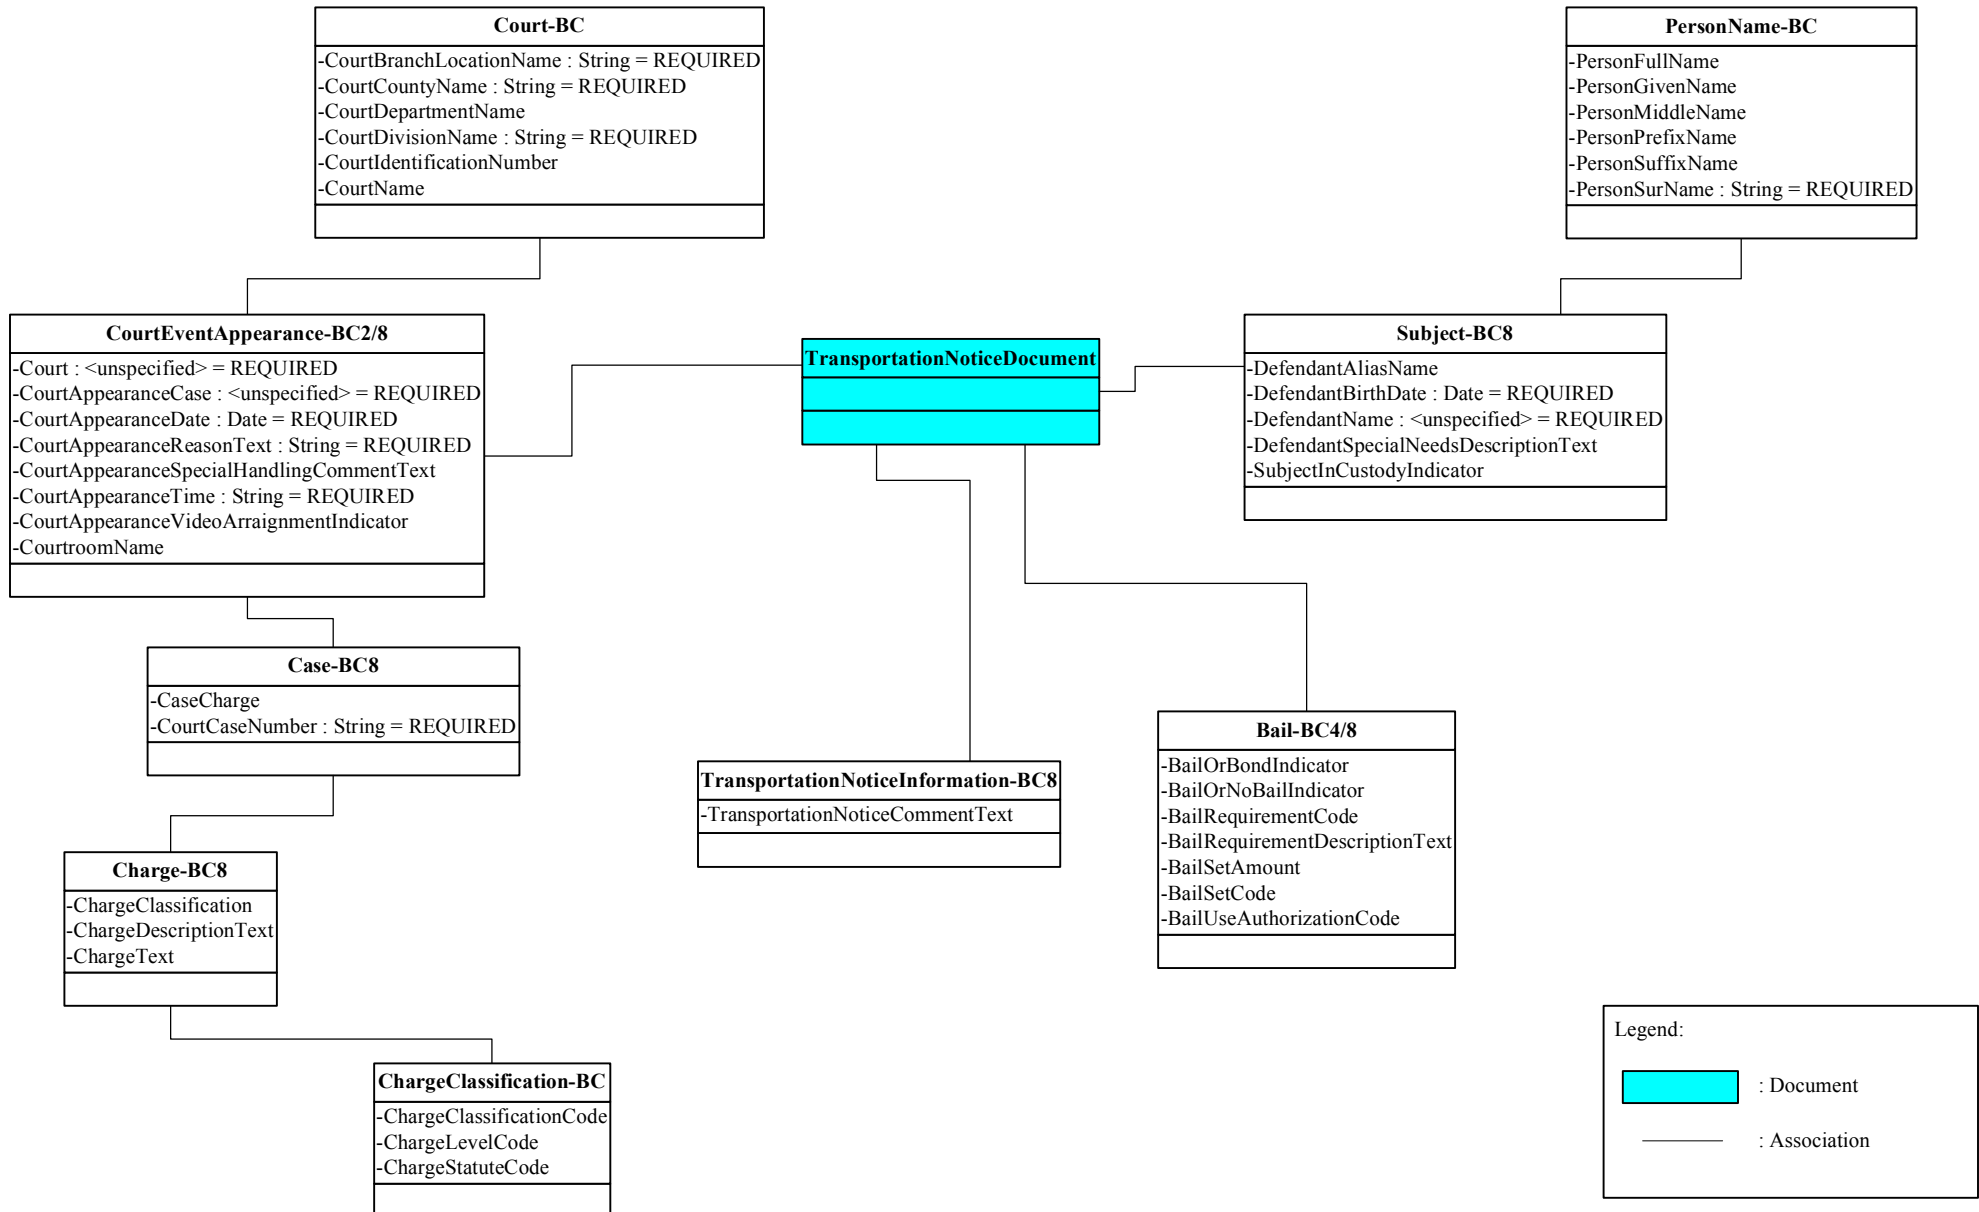 Court-BC
-CourtBranchLocationName : String = REQUIRED
-CourtCountyName : String = REQUIRED
-CourtDepartmentName
-CourtDivisionName : String = REQUIRED
-CourtIdentificationNumber
-CourtName
PersonName-BC
-PersonFullName
-PersonGivenName
-PersonMiddleName
-PersonPrefixName
-PersonSuffixName
-PersonSurName : String = REQUIRED
CourtEventAppearance-BC2/8
-Court : <unspecified> = REQUIRED
-CourtAppearanceCase : <unspecified> = REQUIRED
-CourtAppearanceDate : Date = REQUIRED
-CourtAppearanceReasonText : String = REQUIRED
-CourtAppearanceSpecialHandlingCommentText
-CourtAppearanceTime : String = REQUIRED
-CourtAppearanceVideoArraignmentIndicator
-CourtroomName
TransportationNoticeDocument
Subject-BC8
-DefendantAliasName
-DefendantBirthDate : Date = REQUIRED
-DefendantName : <unspecified> = REQUIRED
-DefendantSpecialNeedsDescriptionText
-SubjectInCustodyIndicator
Case-BC8
-CaseCharge
-CourtCaseNumber : String = REQUIRED
TransportationNoticeInformation-BC8
-TransportationNoticeCommentText
Bail-BC4/8
-BailOrBondIndicator
-BailOrNoBailIndicator
-BailRequirementCode
-BailRequirementDescriptionText
-BailSetAmount
-BailSetCode
-BailUseAuthorizationCode
Charge-BC8
-ChargeClassification
-ChargeDescriptionText
-ChargeText
ChargeClassification-BC
-ChargeClassificationCode
-ChargeLevelCode
-ChargeStatuteCode
Legend:
: Document
: Association